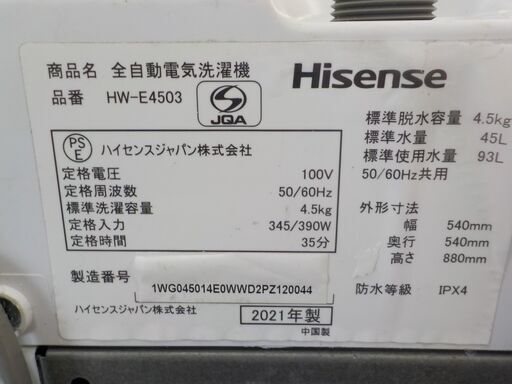 商品名 全自動電気洗濯機
品番 HW-E4503
S
JQA
Hisense
PS
E
ハイセンスジャパン株式会社
定格電圧 100V
定格周波数 50/60Hz
標準洗濯容量 4.5kg
定格入力 345/390W
定格時間 35分
標準脱水容量 4.5kg
標準水量 45L
標準使用水量 93L
50/60Hz共用
外形寸法
幅 540mm
奥行 540mm
高さ 880mm
防水等級 IPX4
製造番号 1WG045014E0WWD2PZ120044
ハイセンスジャパン株式会社
2021年製
中国製